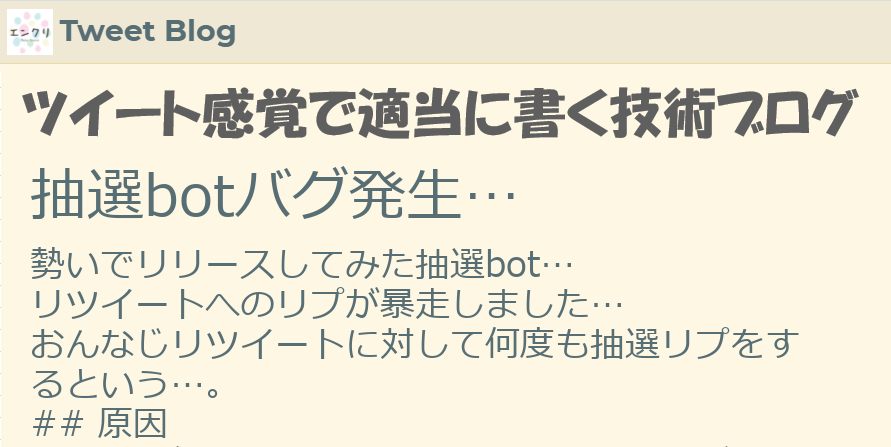 エンクリ
Tweet Blog
ツイート感覚で適当に書く技術ブログ
抽選botバグ発生…
勢いでリリースしてみた抽選bot…
リツイートへのリプが暴走しました…
おんなじリツイートに対して何度も抽選リプをす
るという…。
## 原因